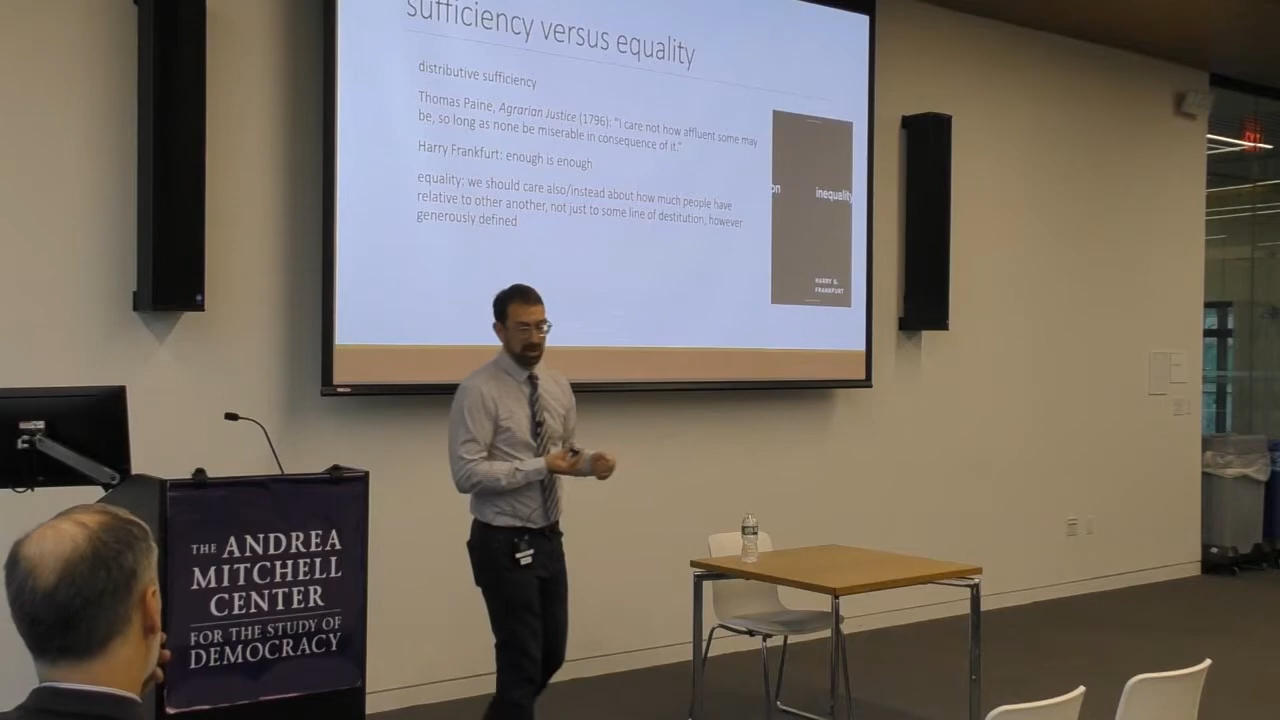 sufficiency versus equality
distributive sufficiency
Thomas Paine, Agrarian Justice (1796): "I care not how affluent some may
be, so long as none be miserable in consequence of it."
Harry Frankfurt: enough is enough
equality: we should care also/instead about how much people have
relative to other another, not just to some line of destitution, however
generously defined
on
inequality
HARRY G.
FRANKFURT
EXIT
THE ANDREA
MITCHELL
CENTER
FOR THE STUDY OF
DEMOCRACY